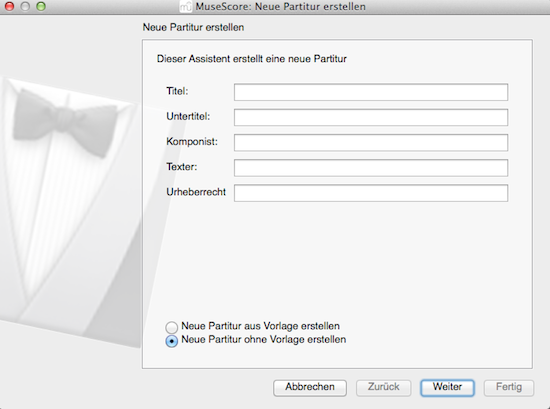 MuseScore: Neue Partitur erstellen
Neue Partitur erstellen
Dieser Assistent erstellt eine neue Partitur
Titel:
Untertitel:
Komponist:
Texter:
Urheberrecht
Neue Partitur aus Vorlage erstellen
Neue Partitur ohne Vorlage erstellen
Abbrechen Zurück Weiter Fertig